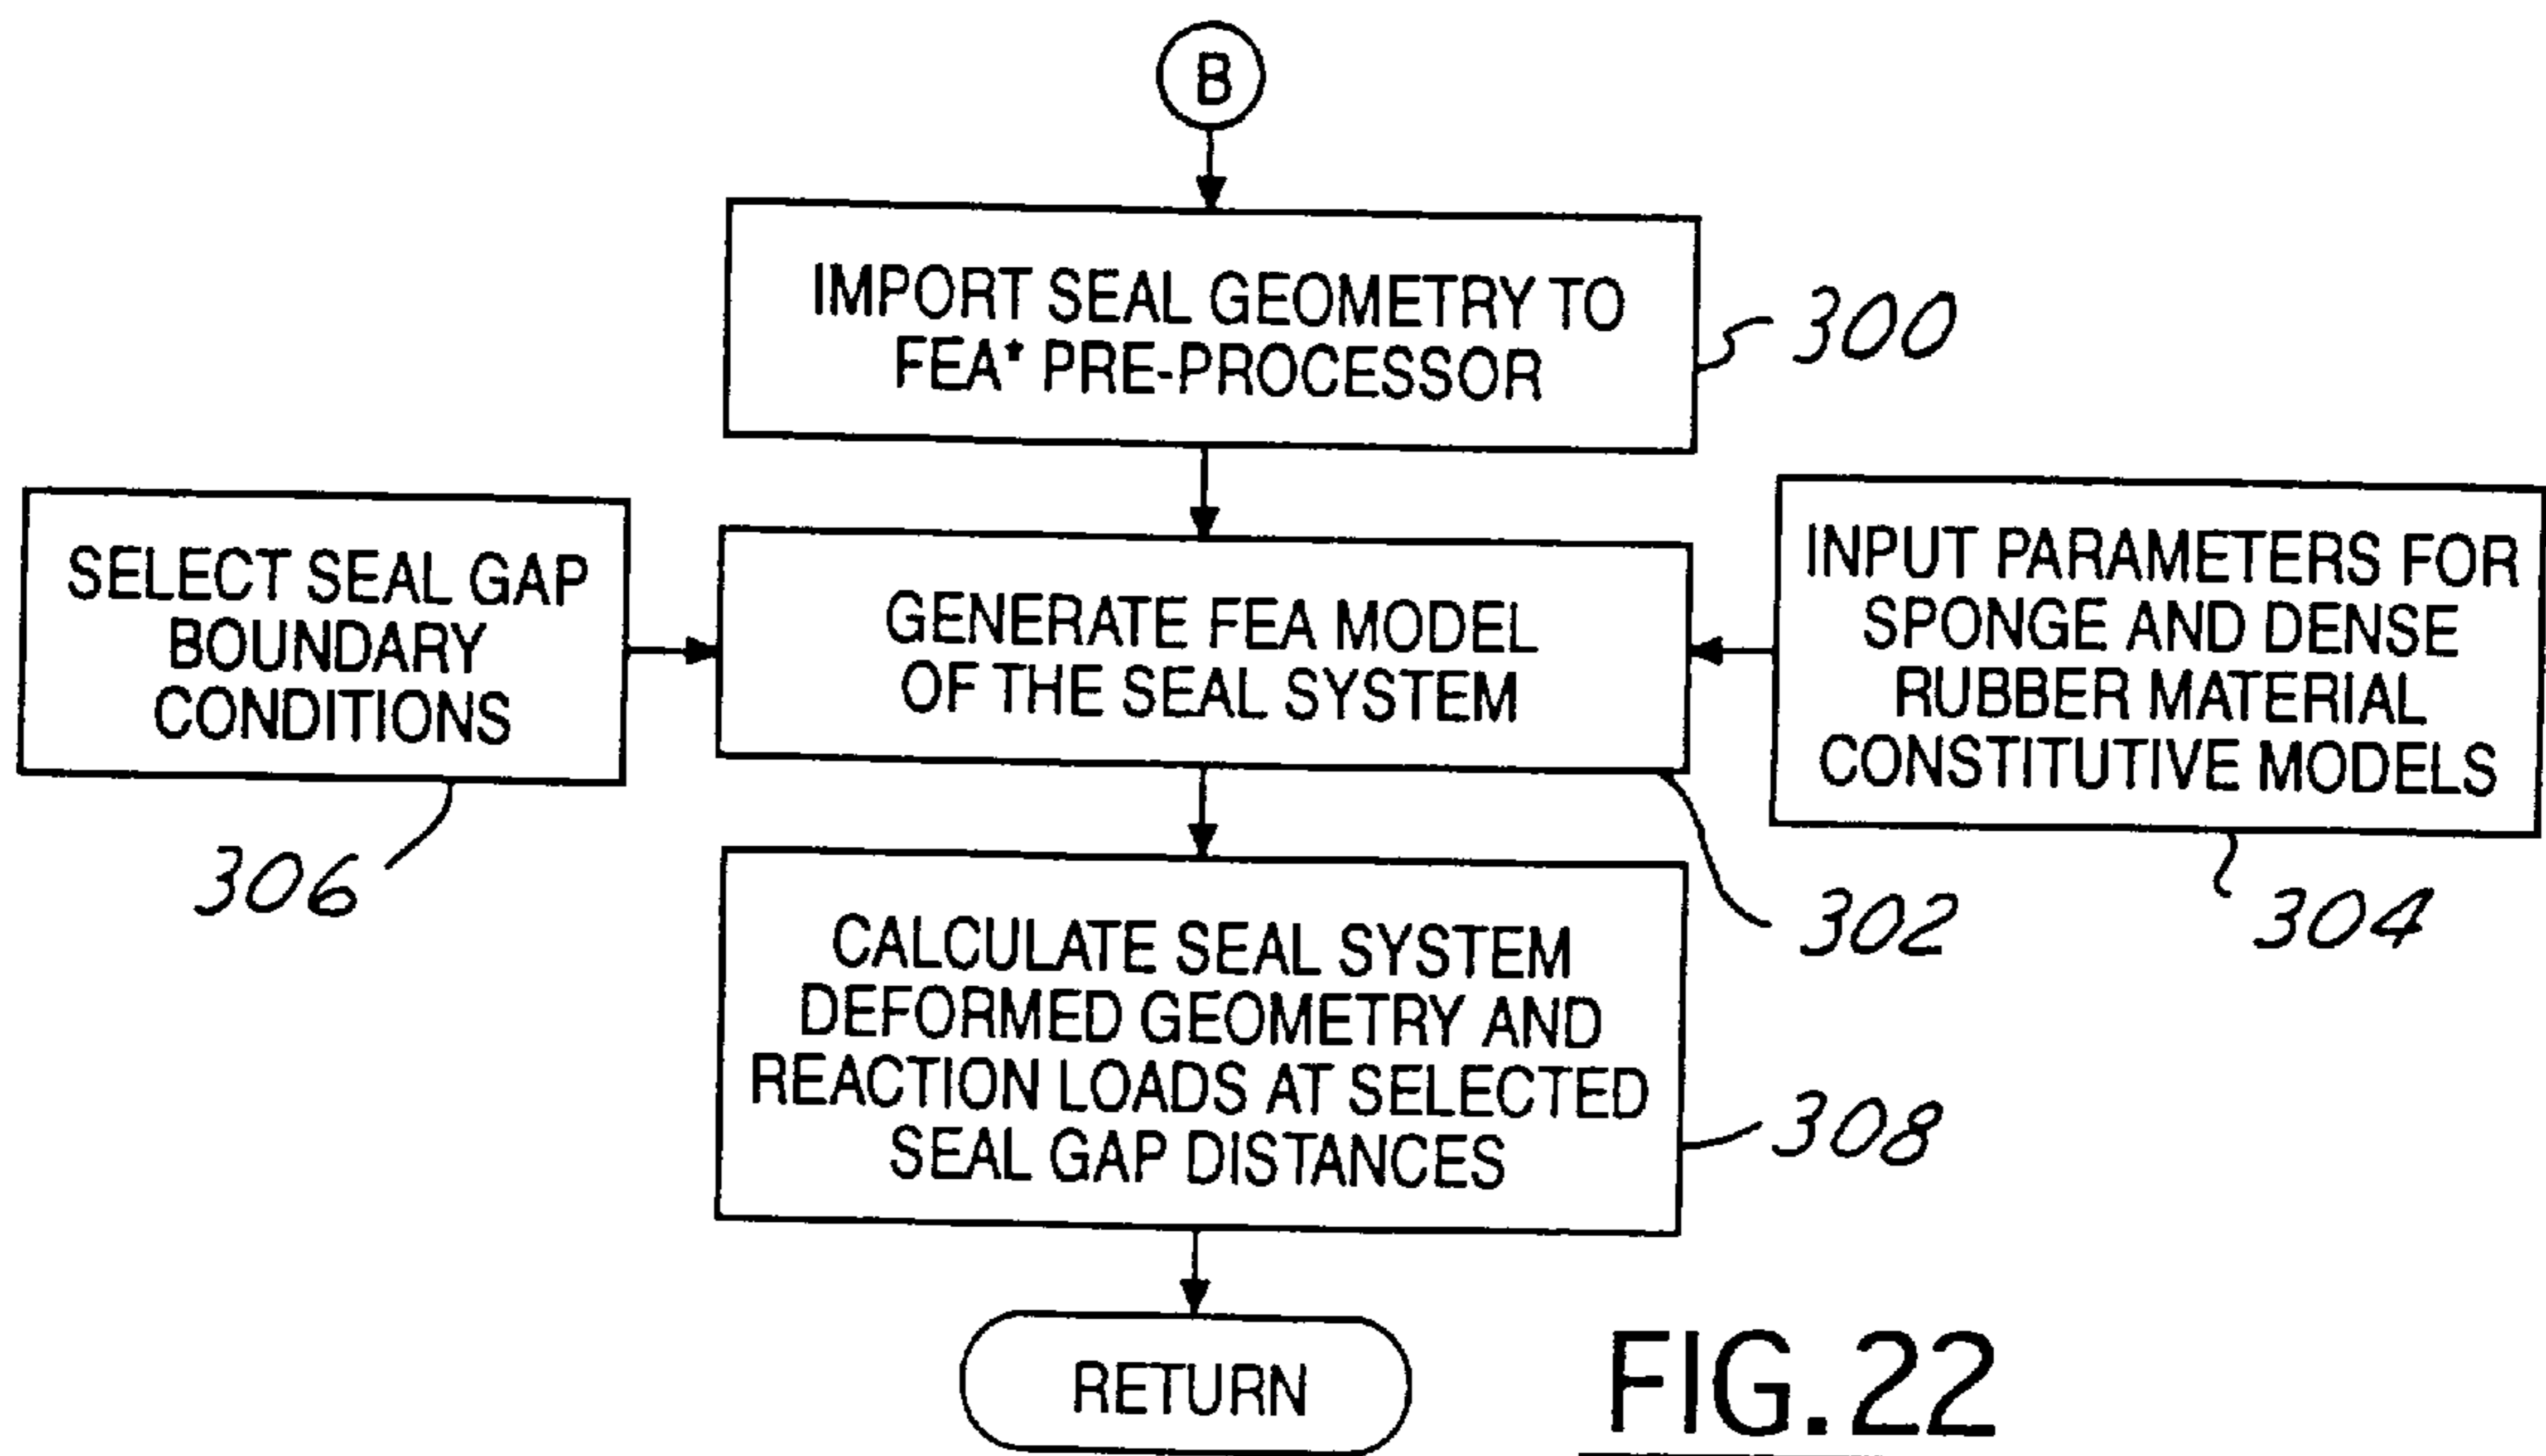 B
IMPORT SEAL GEOMETRY TO
FEA* PRE-PROCESSOR
300
SELECT SEAL GAP
BOUNDARY
CONDITIONS
306
GENERATE FEA MODEL
OF THE SEAL SYSTEM
302
INPUT PARAMETERS FOR
SPONGE AND DENSE
RUBBER MATERIAL
CONSTITUTIVE MODELS
304
CALCULATE SEAL SYSTEM
DEFORMED GEOMETRY AND
REACTION LOADS AT SELECTED
SEAL GAP DISTANCES
308
RETURN
FIG.22